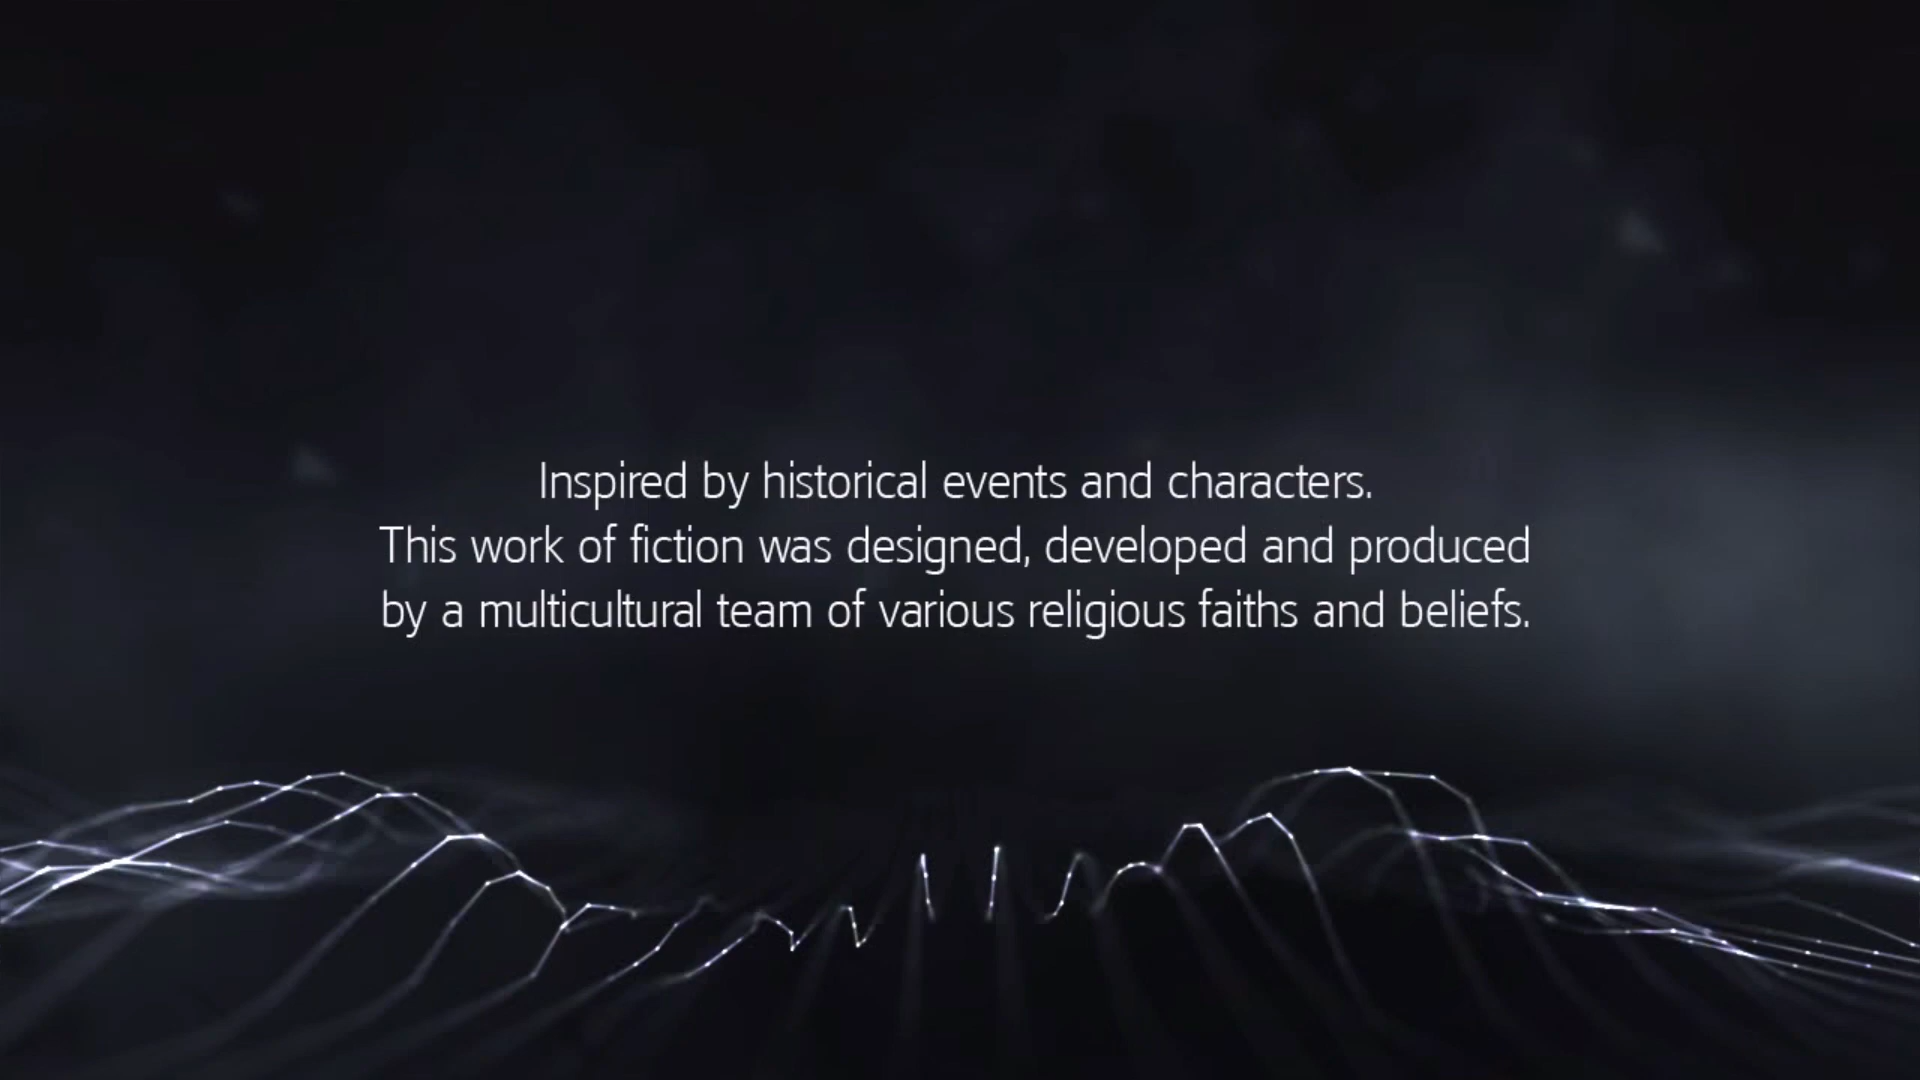 Inspired by historical events and characters.
This work of fiction was designed, developed and produced
by a multicultural team of various religious faiths and beliefs.